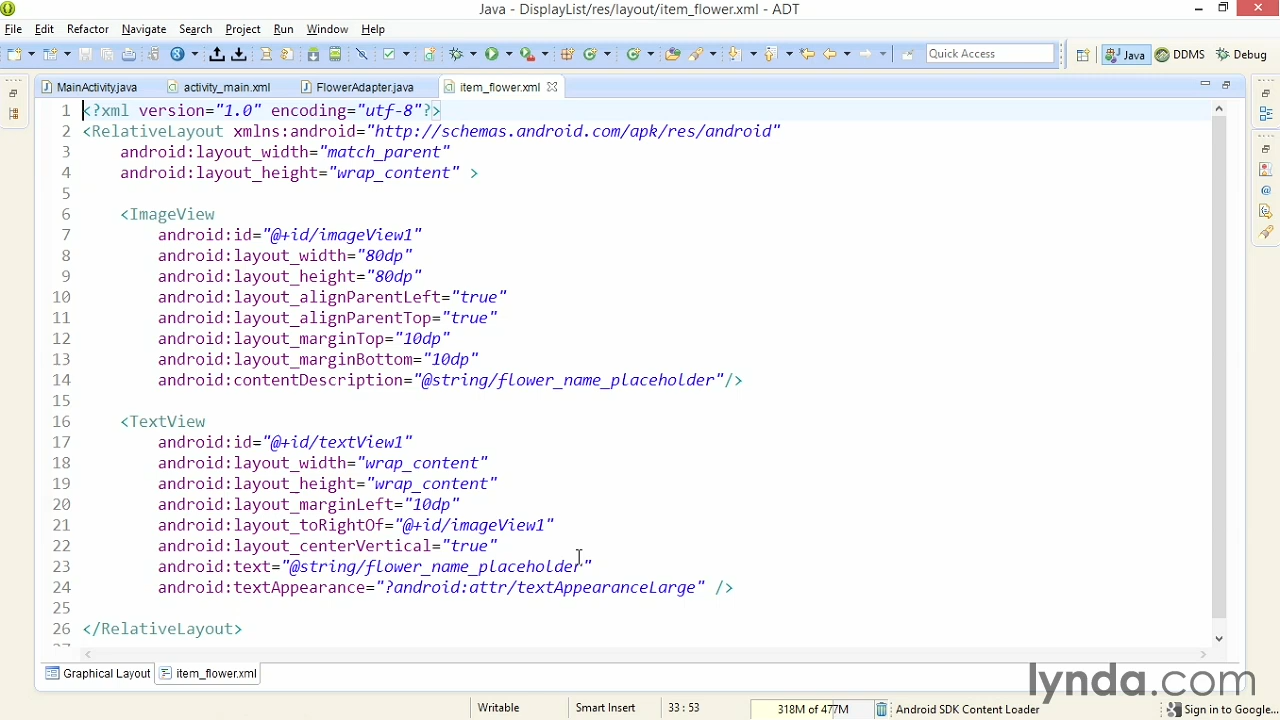 Java - DisplayList/res/layout/item_flower.xml - ADT
File Edit Refactor Navigate Search Project Run Window Help
Quick Access Java DDMS Debug
MainActivity.java activity_main.xml FlowerAdapter.java item_flower.xml
1 <?xml version="1.0" encoding="utf-8"?>
2 <RelativeLayout xmlns:android="http://schemas.android.com/apk/res/android"
3 android:layout_width="match_parent"
4 android:layout_height="wrap_content" >
5
6 <ImageView
7 android:id="@+id/imageView1"
8 android:layout_width="80dp"
9 android:layout_height="80dp"
10 android:layout_alignParentLeft="true"
11 android:layout_alignParentTop="true"
12 android:layout_marginTop="10dp"
13 android:layout_marginBottom="10dp"
14 android:contentDescription="@string/flower_name_placeholder"/>
15
16 <TextView
17 android:id="@+id/textView1"
18 android:layout_width="wrap_content"
19 android:layout_height="wrap_content"
20 android:layout_marginLeft="10dp"
21 android:layout_toRightOf="@+id/imageView1"
22 android:layout_centerVertical="true"
23 android:text="@string/flower_name_placeholder"
24 android:textAppearance="?android:attr/textAppearanceLarge" />
25
26 </RelativeLayout>
27
Graphical Layout item_flower.xml
lynda.com
Writable Smart Insert 33 : 53 318M of 477M Android SDK Content Loader Sign in to Google...